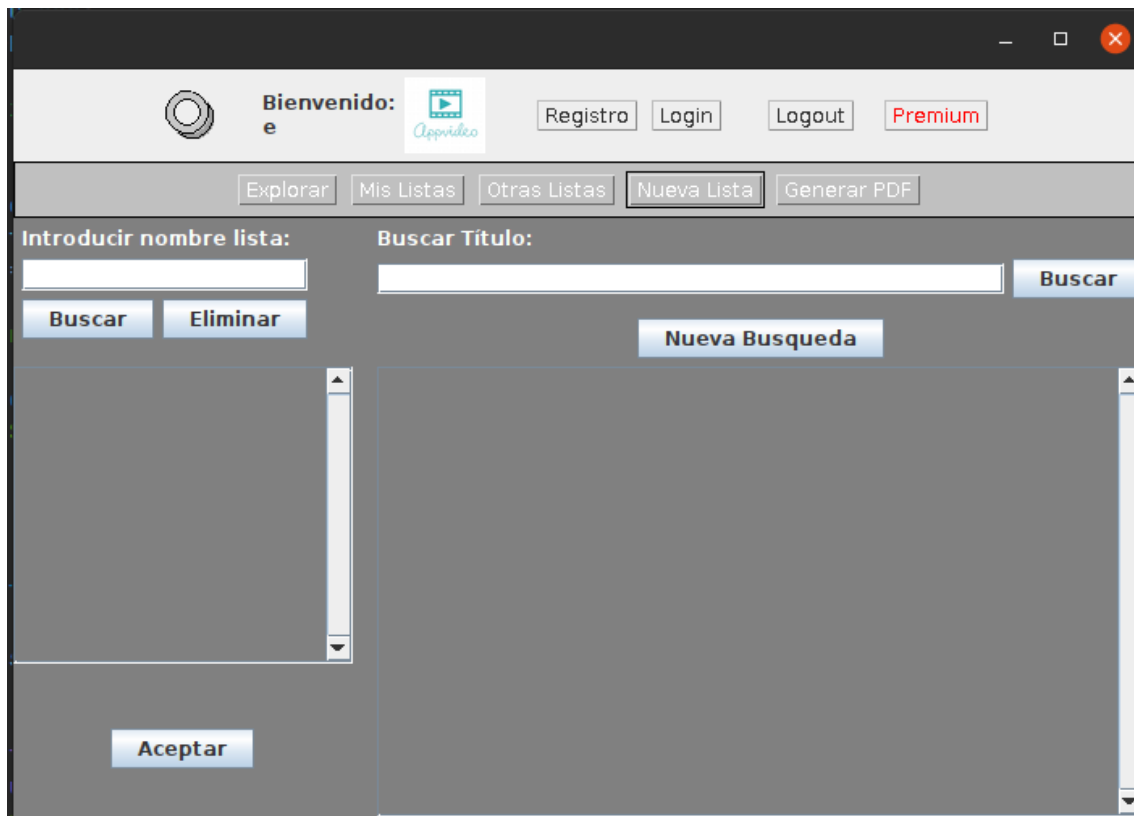 Bienvenido:
e
Appvideo
Registro Login Logout Premium
Explorar Mis Listas Otras Listas Nueva Lista Generar PDF
Introducir nombre lista:
Buscar Título:
Buscar
Buscar Eliminar
Nueva Busqueda
Aceptar